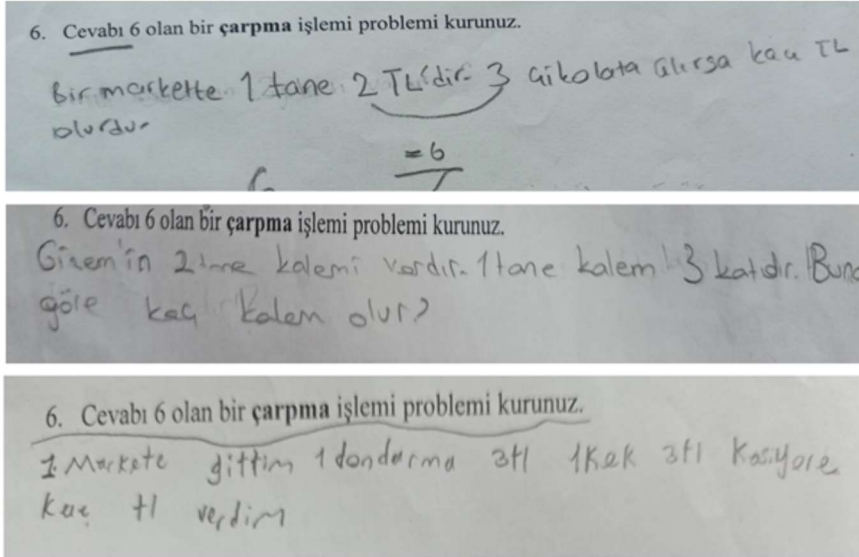 6. Cevabı 6 olan bir çarpma işlemi problemi kurunuz.
Bir markette 1 tane 2 TL'dir. 3 çikolata alırsa kaç TL
olurdur
= 6
6. Cevabı 6 olan bir çarpma işlemi problemi kurunuz.
Gizem'in 2 tane kalemi vardır. 1 tane kalem 3 katıdır. Buna
göre kaç kalem olur?
6. Cevabı 6 olan bir çarpma işlemi problemi kurunuz.
1. Markete gittim 1 dondurma 3tl 1 kek 3tl kasiyere
kaç tl verdim